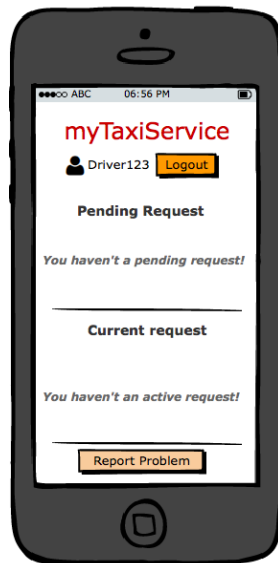 ABC 06:56 PM
myTaxiService
Driver123 Logout
Pending Request
You haven't a pending request!
Current request
You haven't an active request!
Report Problem